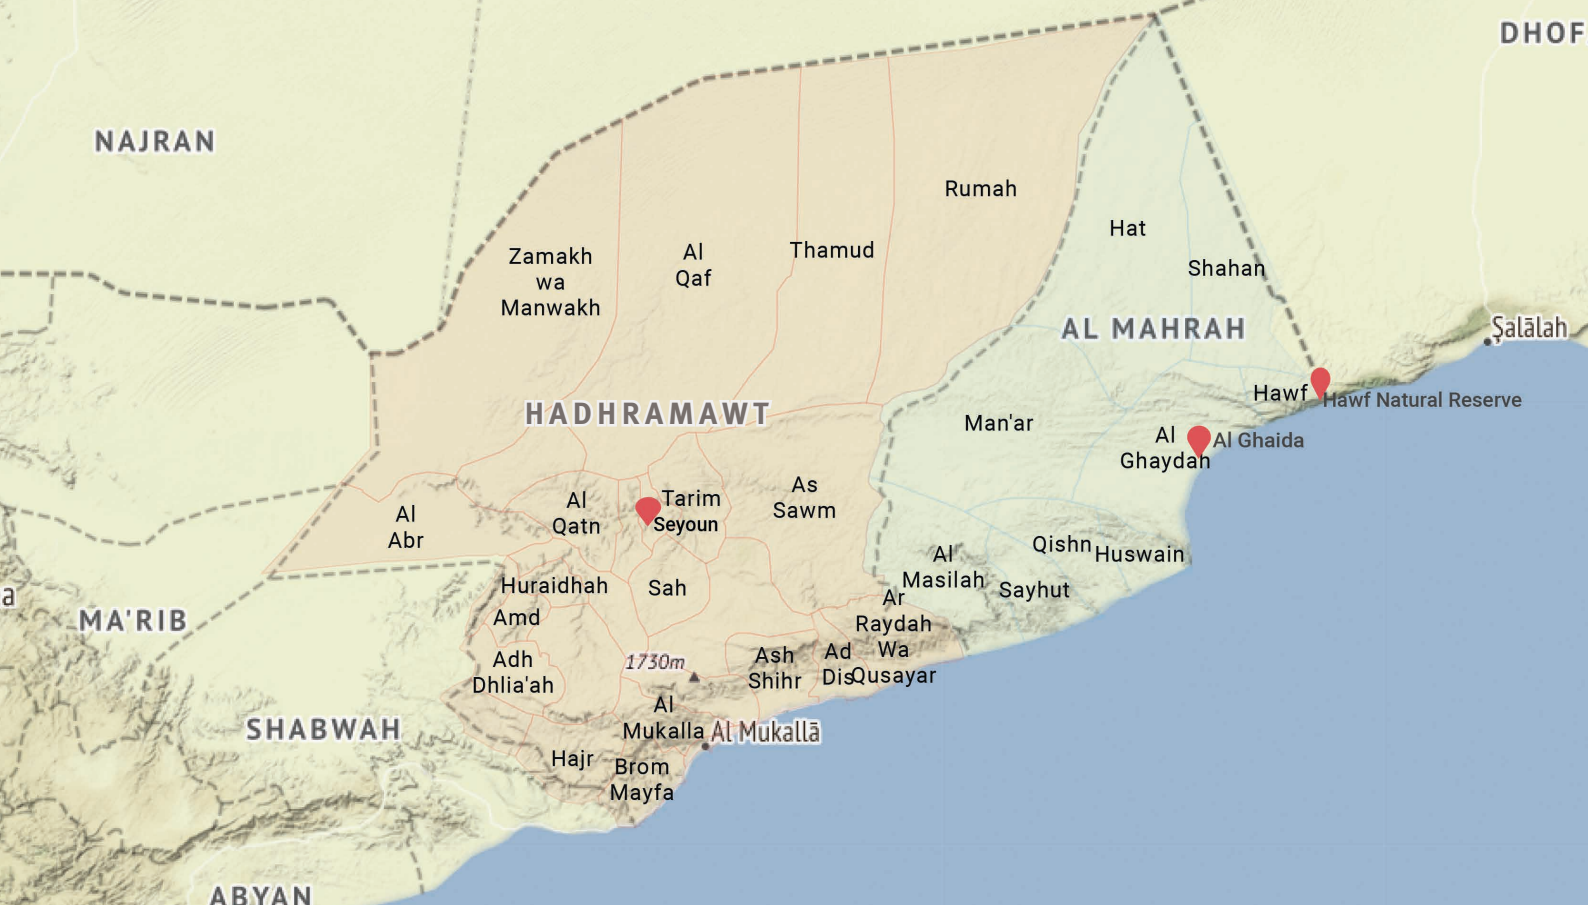 DHOF
NAJRAN
Rumah
Hat
Zamakh
wa
Manwakh
Al
Qaf
Thamud
Shahan
AL MAHRAH
Ṣalālah
HADHRAMAWT
Hawf
Hawf Natural Reserve
Man'ar
Al
Ghaydah
Al Ghaida
Al
Abr
Al
Qatn
Tarim
Seyoun
As
Sawm
Qishn
Huswain
Al
Masilah
Sayhut
Huraidhah
Sah
a
MA'RIB
Amd
Ar
Raydah
Wa
Qusayar
Adh
Dhlia'ah
1730m
Ash
Shihr
Ad
Dis
SHABWAH
Al
Mukalla
Al Mukallā
Hajr
Brom
Mayfa
ABYAN